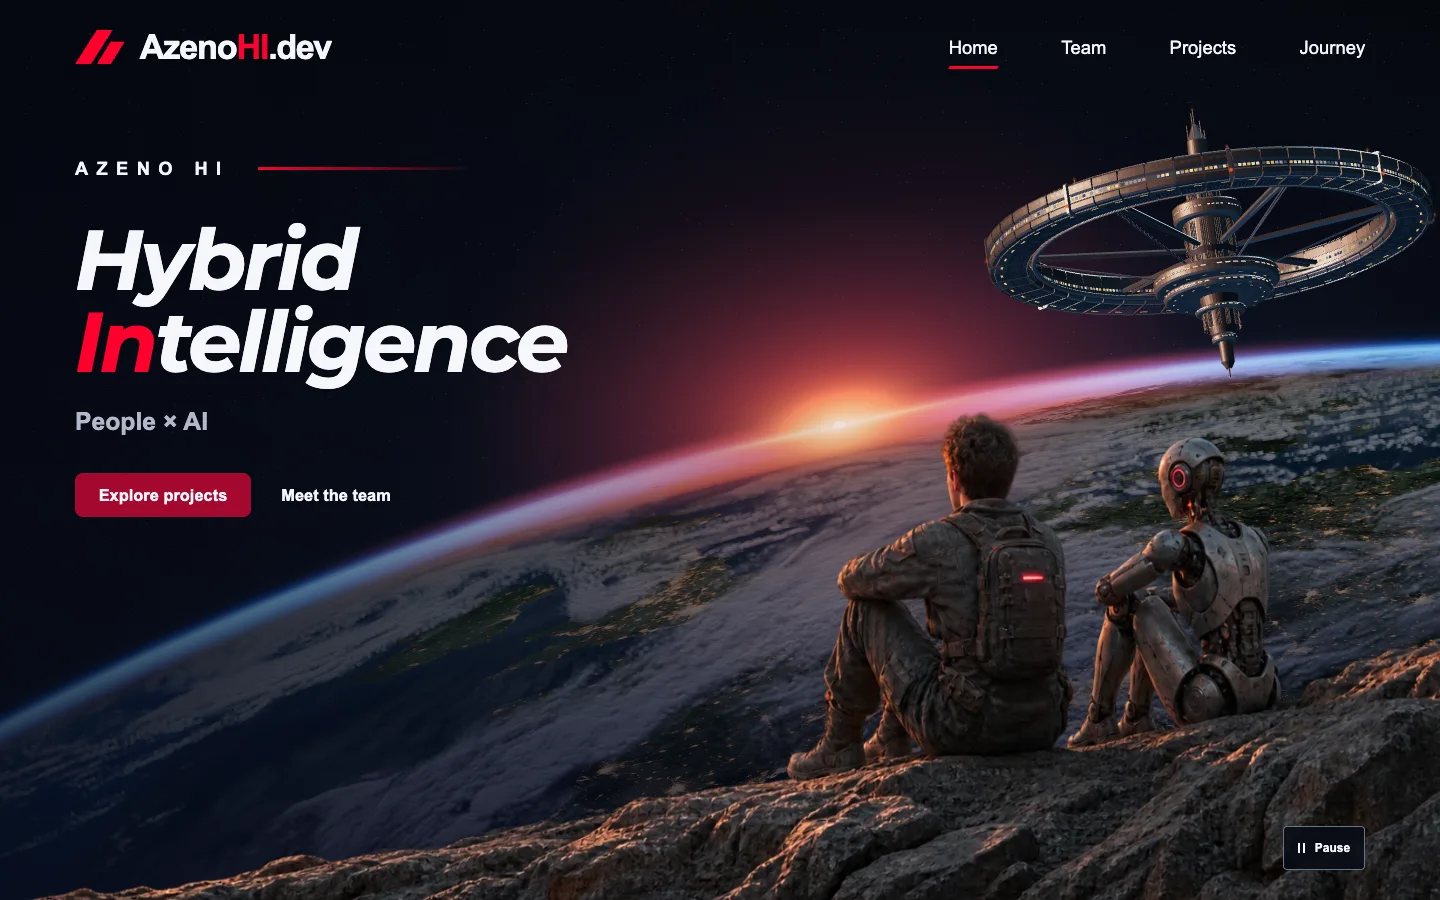 AzenoHI.dev
Home
Team
Projects
Journey
AZENO HI
Hybrid
Intelligence
People × AI
Explore projects
Meet the team
Pause